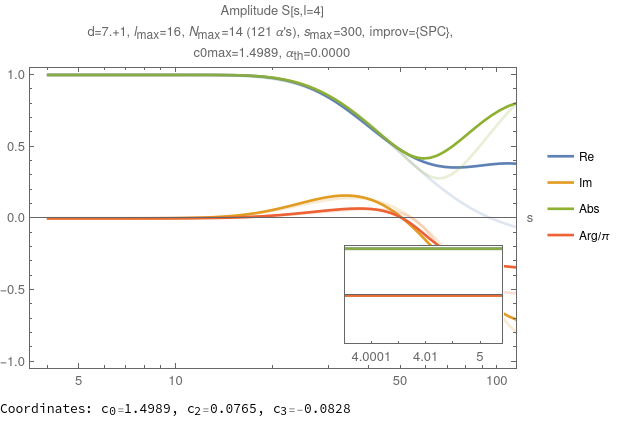 Amplitude S[s,l=4]
d=7.+1, lmax=16, Nmax=14 (121 α's), smax=300, improv={SPC},
c0max=1.4989, αth=0.0000
1.0
0.5
0.0
-0.5
-1.0
5
10
50
100
s
4.0001
4.01
5
Re
Im
Abs
Arg/π
Coordinates: c0=1.4989, c2=0.0765, c3=-0.0828